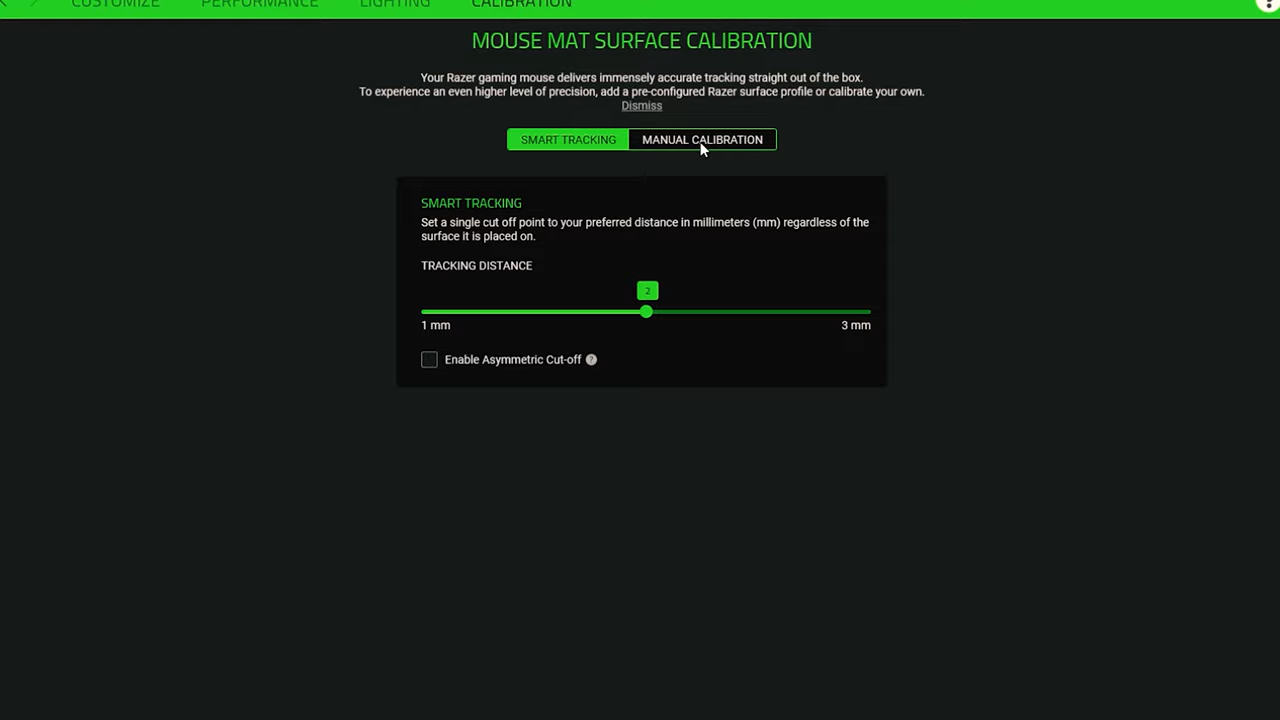 CUSTOMIZE PERFORMANCE LIGHTING CALIBRATION
MOUSE MAT SURFACE CALIBRATION
Your Razer gaming mouse delivers immensely accurate tracking straight out of the box.
To experience an even higher level of precision, add a pre-configured Razer surface profile or calibrate your own.
Dismiss
SMART TRACKING MANUAL CALIBRATION
SMART TRACKING
Set a single cut off point to your preferred distance in millimeters (mm) regardless of the
surface it is placed on.
TRACKING DISTANCE
2
1 mm 3 mm
Enable Asymmetric Cut-off ?